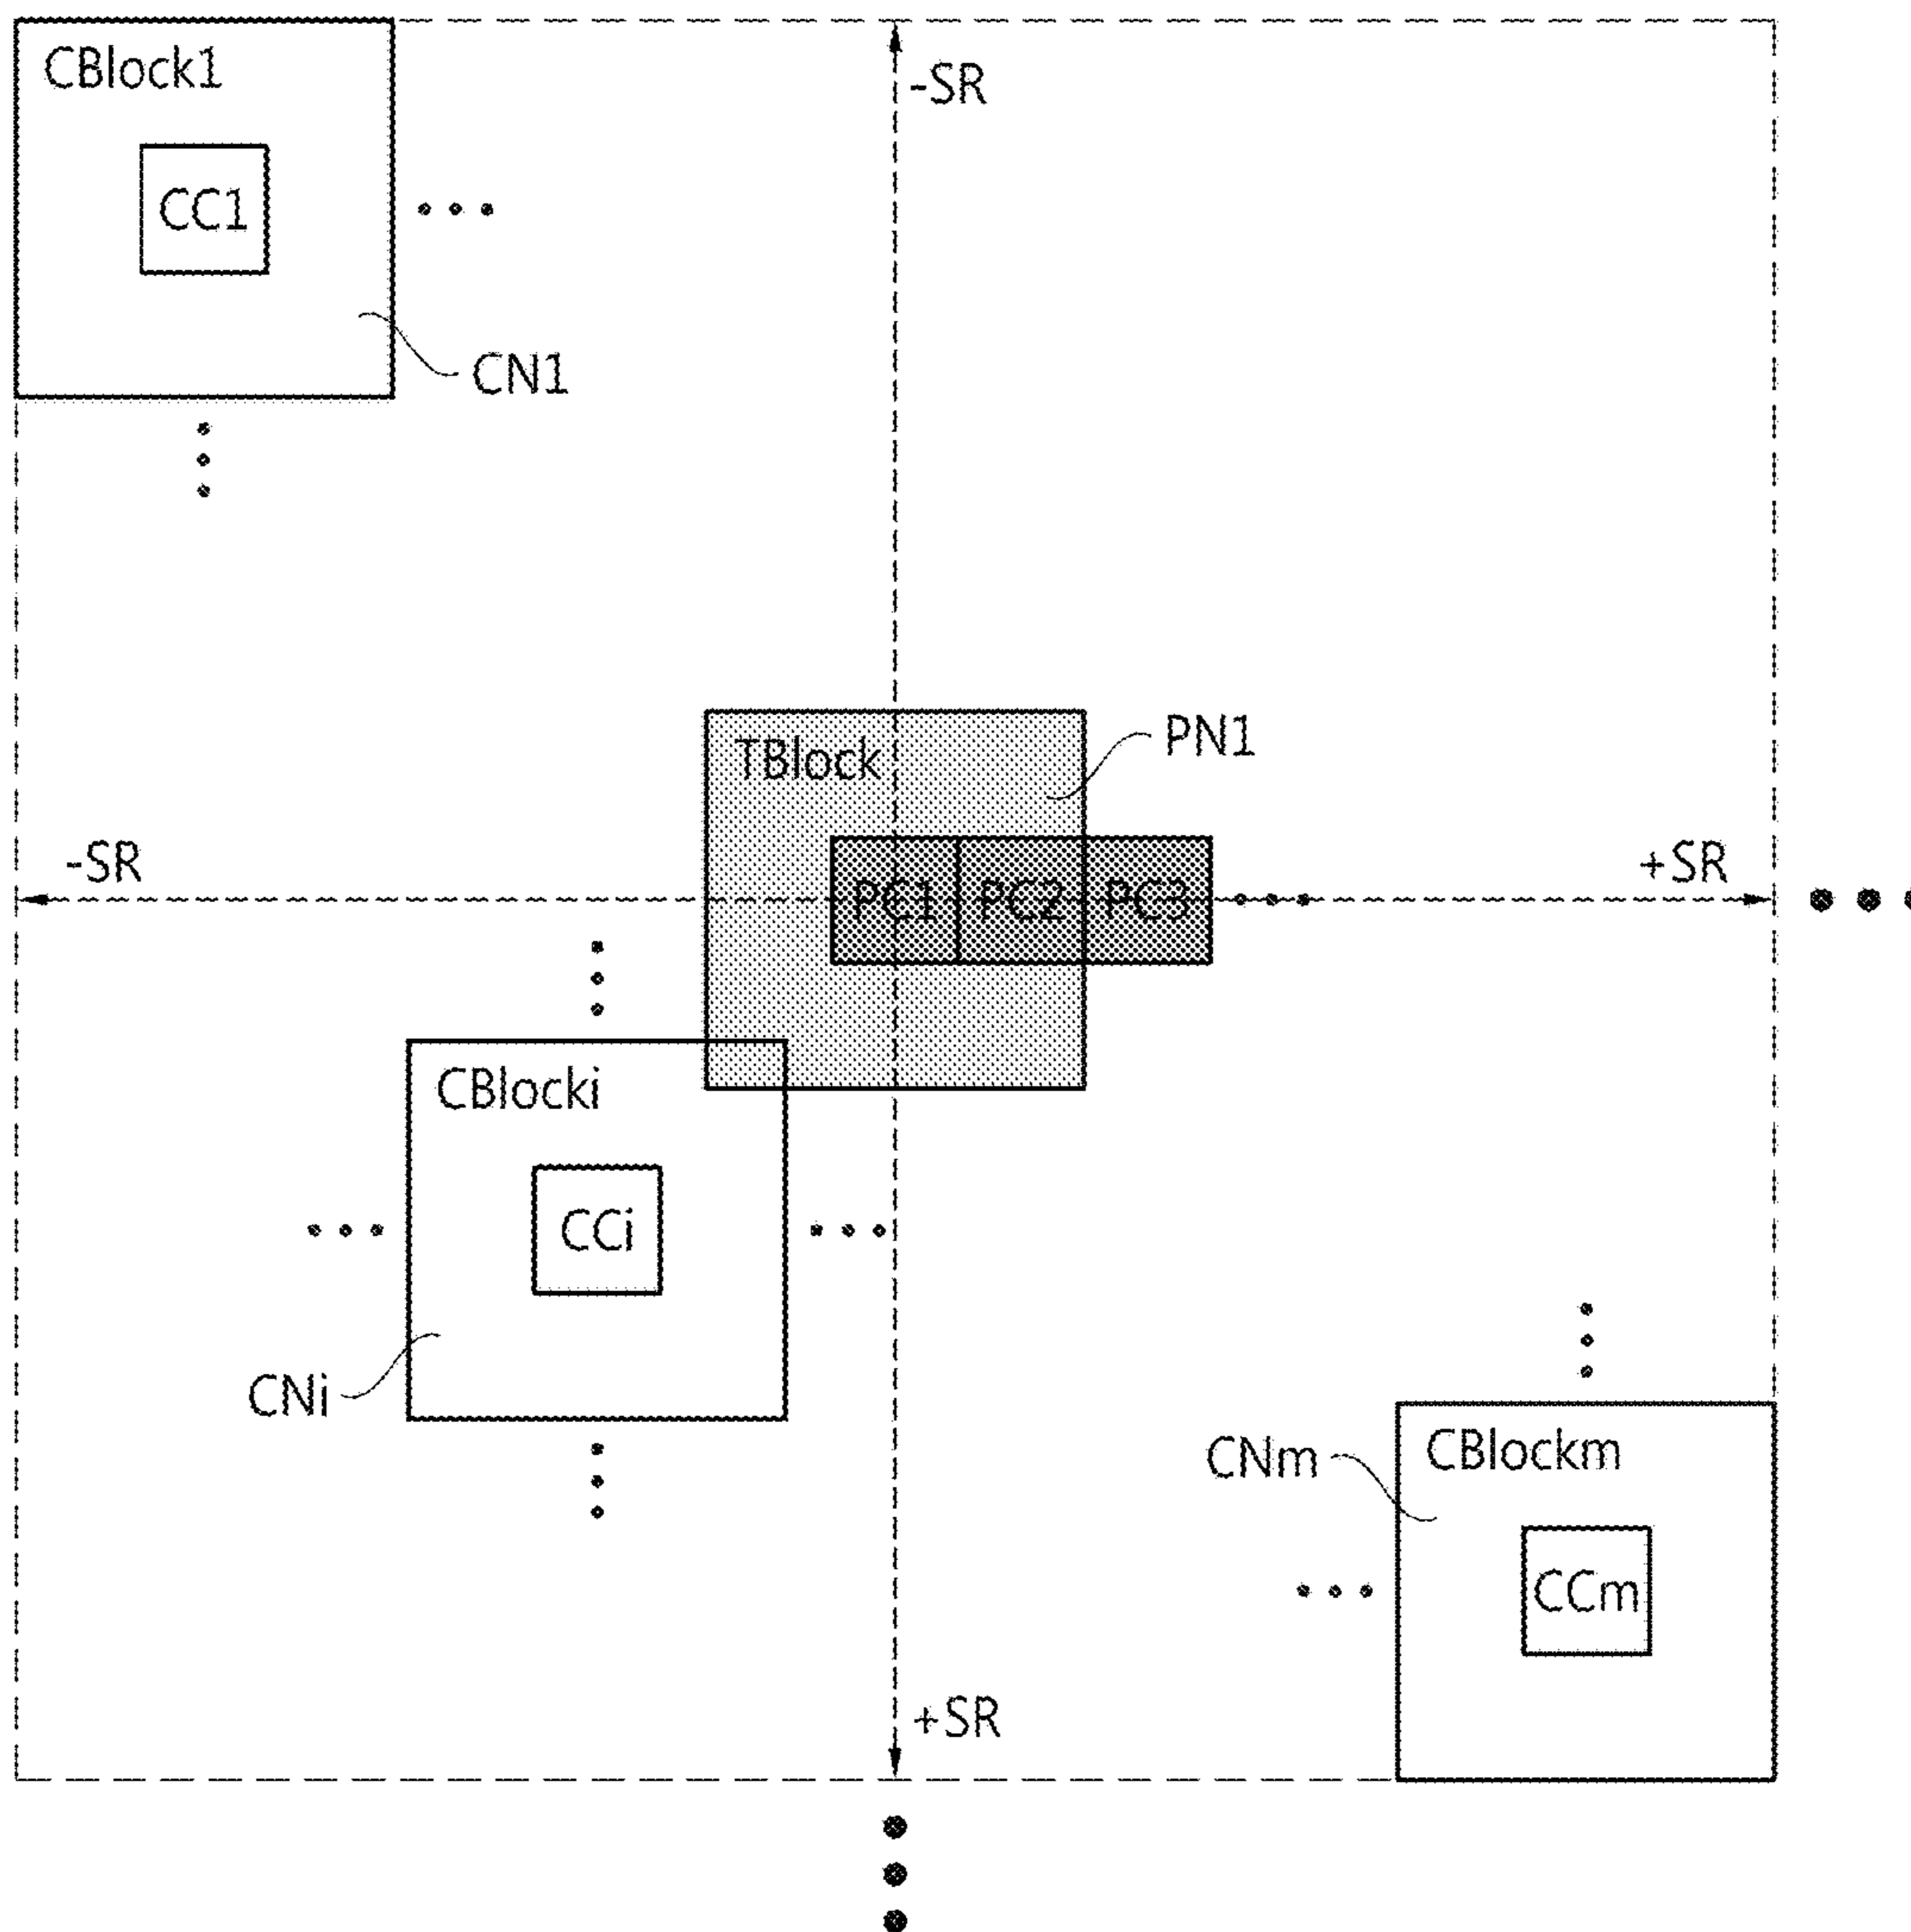 CBlock1
-SR
CC1
CN1
TBlock
PN1
-SR
PC1
PC2
PC3
+SR
CBlocki
CCi
CNi
CNm
CBlockm
CCm
+SR